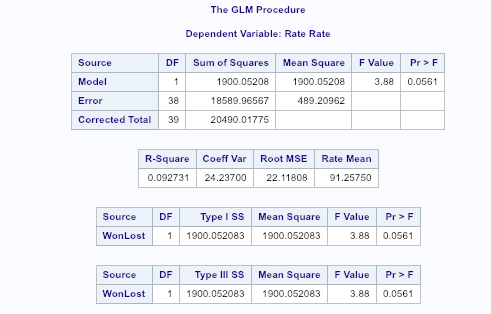 The GLM Procedure
Dependent Variable: Rate Rate
Source DF Sum of Squares Mean Square F Value Pr > F
Model 1 1900.05208 1900.05208 3.88 0.0561
Error 38 18589.96567 489.20962
Corrected Total 39 20490.01775
R-Square Coeff Var Root MSE Rate Mean
0.092731 24.23700 22.11808 91.25750
Source DF Type I SS Mean Square F Value Pr > F
WonLost 1 1900.052083 1900.052083 3.88 0.0561
Source DF Type III SS Mean Square F Value Pr > F
WonLost 1 1900.052083 1900.052083 3.88 0.0561